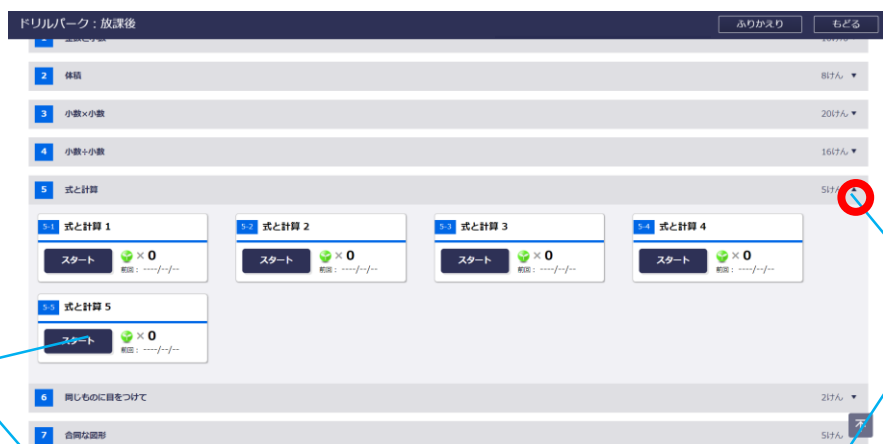 ドリルパーク：放課後 ふりかえり もどる
1
2 体積 8けん ▼
3 小数×小数 20けん ▼
4 小数÷小数 16けん ▼
5 式と計算 5けん ▲
5-1 式と計算 1 5-2 式と計算 2 5-3 式と計算 3 5-4 式と計算 4
スタート × 0 スタート × 0 スタート × 0 スタート × 0
前回： ----/--/-- 前回： ----/--/-- 前回： ----/--/-- 前回： ----/--/--
5-5 式と計算 5
スタート × 0
前回： ----/--/--
6 同じものに目をつけて 2けん ▼
7 合同な図形 5けん